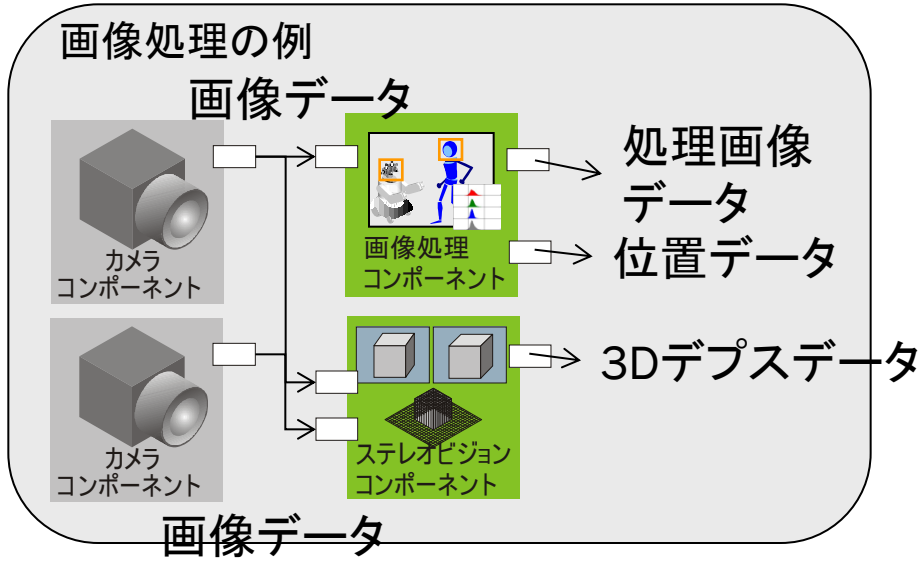 画像処理の例
画像データ
カメラ
コンポーネント
画像処理
コンポーネント
処理画像
データ
位置データ
カメラ
コンポーネント
ステレオビジョン
コンポーネント
3Dデプスデータ
画像データ